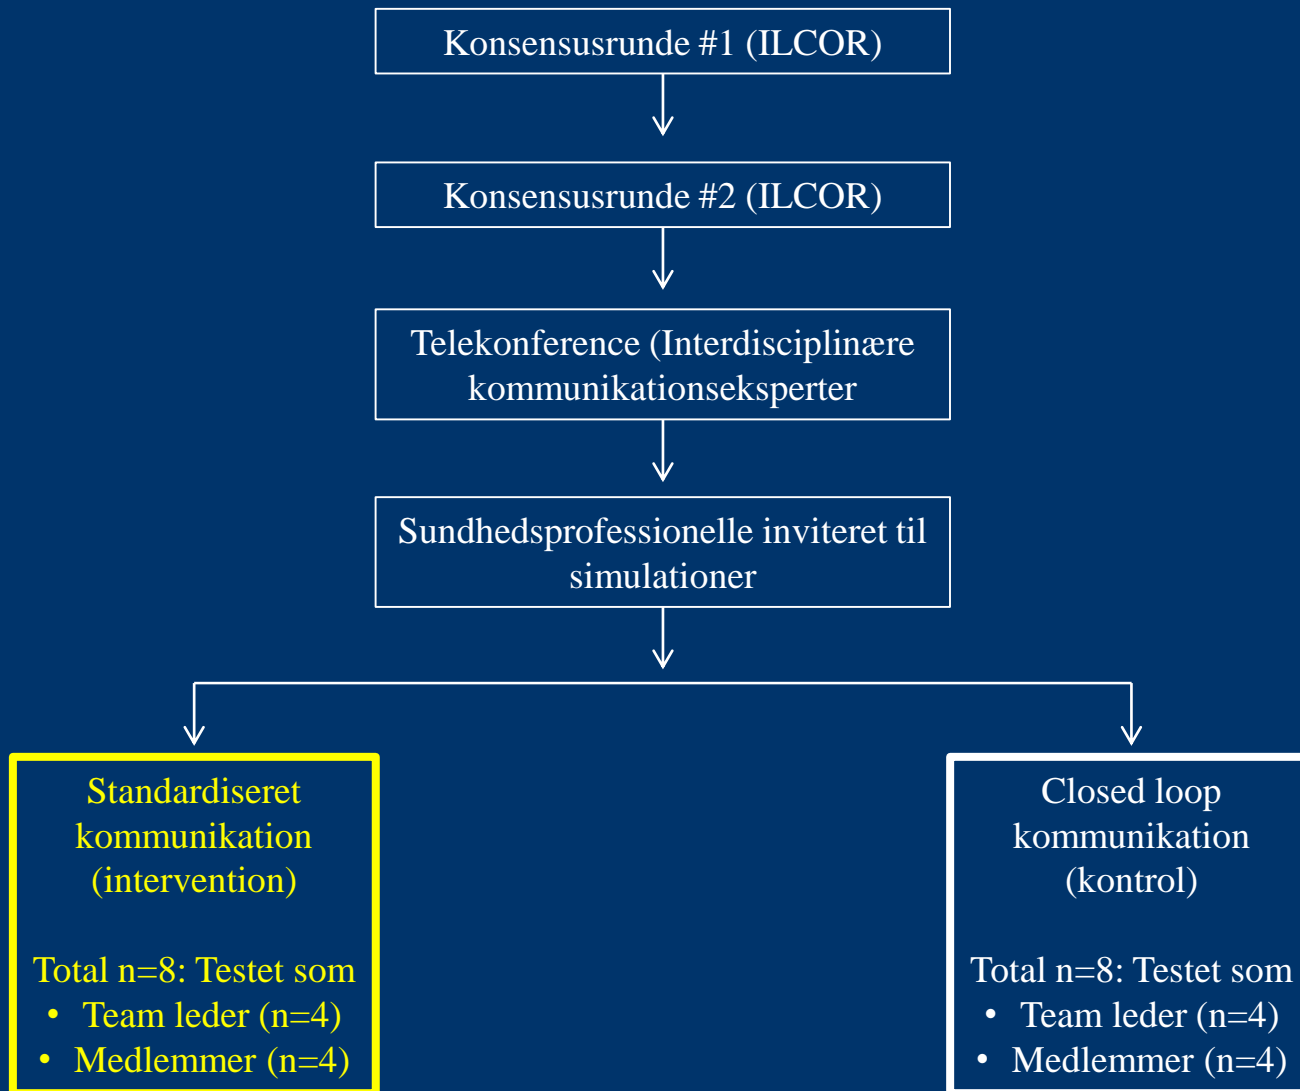 Konsensusrunde #1 (ILCOR)
Konsensusrunde #2 (ILCOR)
Telekonference (Interdisciplinære
kommunikationseksperter
Sundhedsprofessionelle inviteret til
simulationer
Standardiseret
kommunikation
(intervention)
Total n=8: Testet som
• Team leder (n=4)
• Medlemmer (n=4)
Closed loop
kommunikation
(kontrol)
Total n=8: Testet som
• Team leder (n=4)
• Medlemmer (n=4)